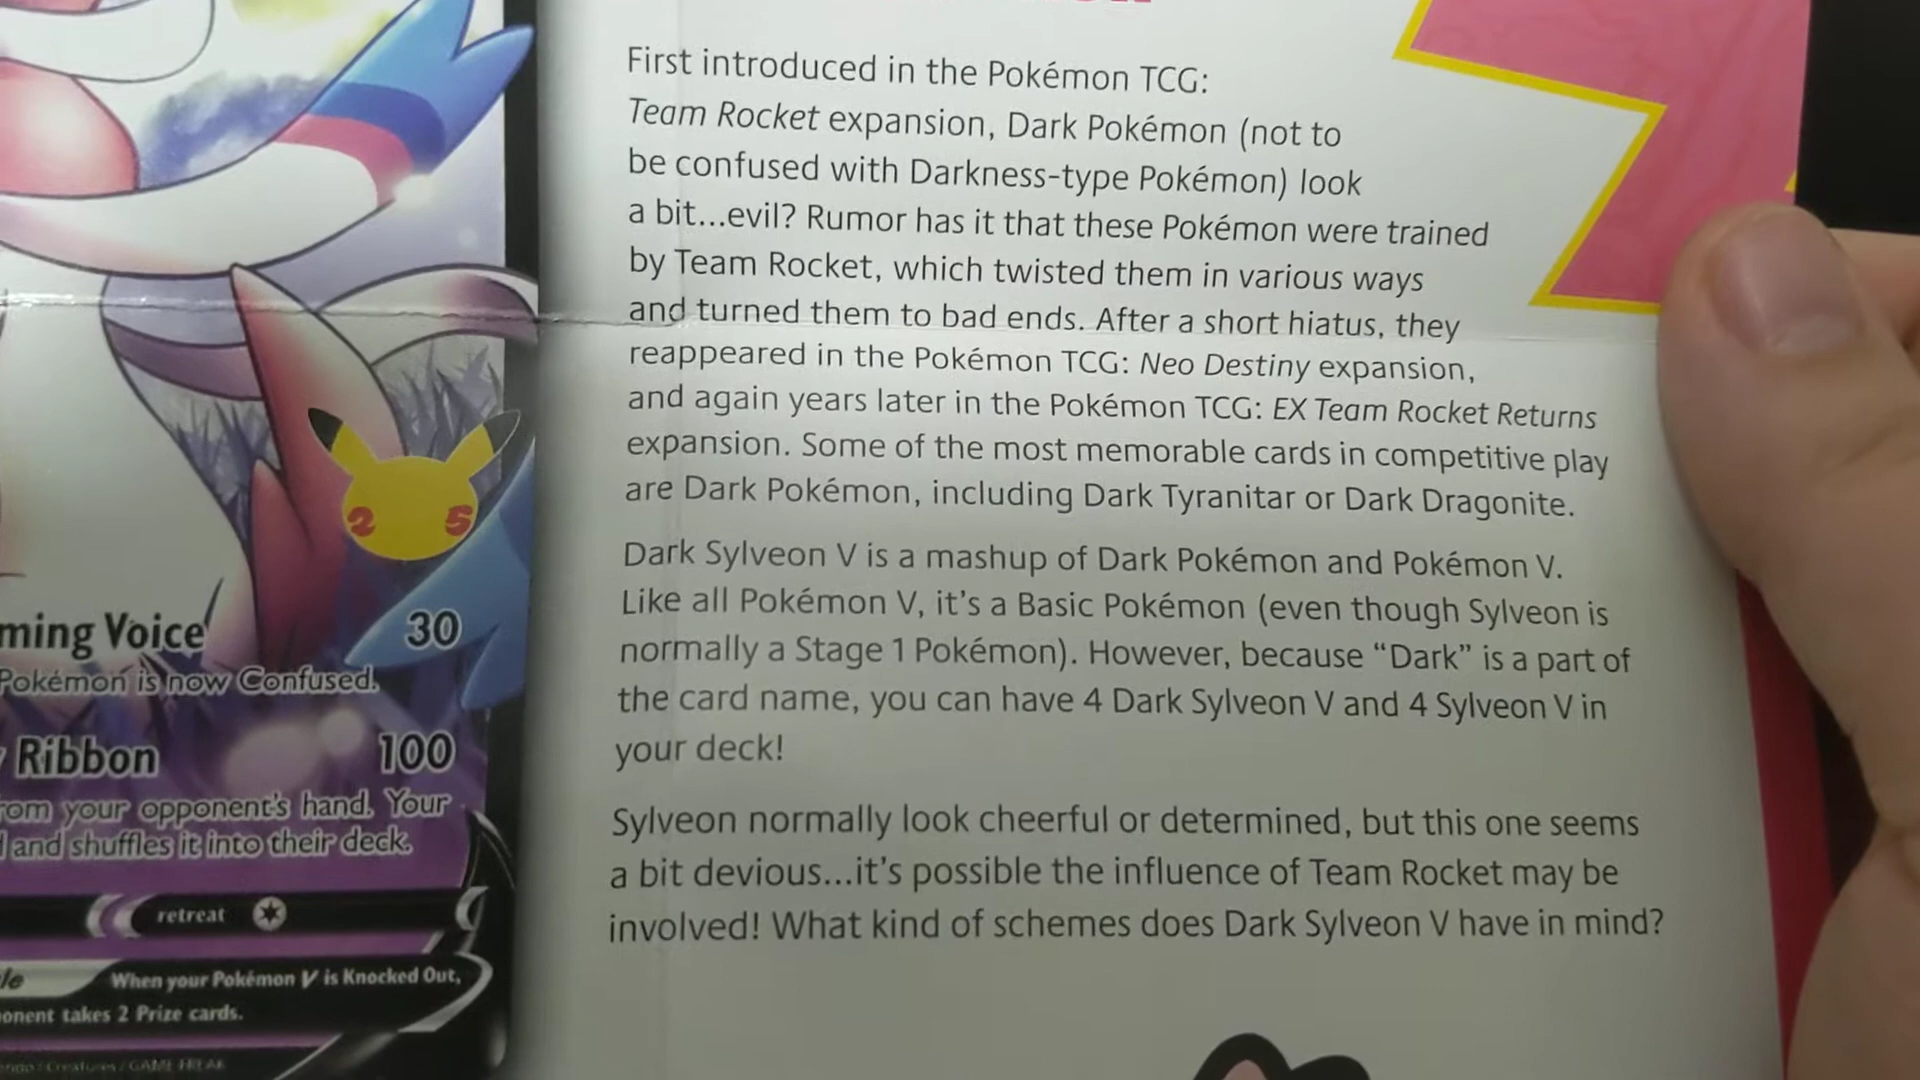 First introduced in the Pokémon TCG:
Team Rocket expansion, Dark Pokémon (not to
be confused with Darkness-type Pokémon) look
a bit...evil? Rumor has it that these Pokémon were trained
by Team Rocket, which twisted them in various ways
and turned them to bad ends. After a short hiatus, they
reappeared in the Pokémon TCG: Neo Destiny expansion,
and again years later in the Pokémon TCG: EX Team Rocket Returns
expansion. Some of the most memorable cards in competitive play
are Dark Pokémon, including Dark Tyranitar or Dark Dragonite.
Dark Sylveon V is a mashup of Dark Pokémon and Pokémon V.
Like all Pokémon V, it's a Basic Pokémon (even though Sylveon is
normally a Stage 1 Pokémon). However, because “Dark” is a part of
the card name, you can have 4 Dark Sylveon V and 4 Sylveon V in
your deck!
Sylveon normally look cheerful or determined, but this one seems
a bit devious...it's possible the influence of Team Rocket may be
involved! What kind of schemes does Dark Sylveon V have in mind?
2 5
ming Voice 30
Pokémon is now Confused.
Ribbon 100
rom your opponent's hand. Your
and shuffles it into their deck.
retreat
le When your Pokémon V is Knocked Out,
onent takes 2 Prize cards.
Creatures / GAME FREAK